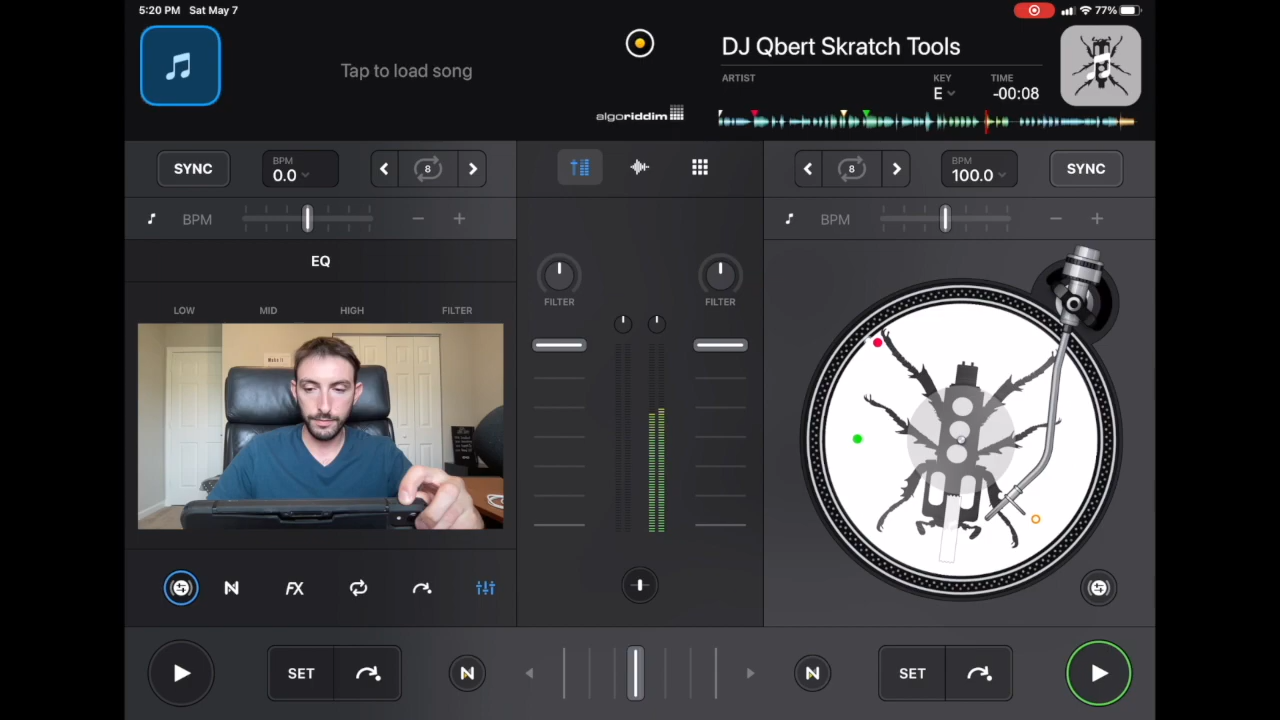 5:20 PM Sat May 7
77%
Tap to load song
algoriddim
DJ Qbert Skratch Tools
ARTIST
KEY
E
TIME
-00:08
SYNC
BPM
0.0
8
8
BPM
100.0
SYNC
BPM
BPM
EQ
LOW MID HIGH FILTER
FILTER
FILTER
Make it
N
FX
SET
N
N
SET